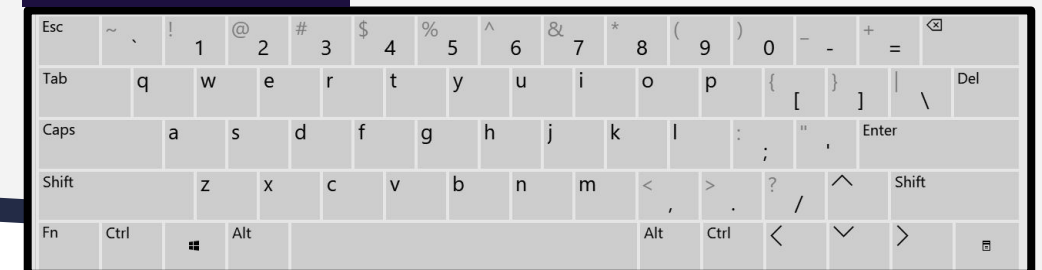 Esc ~ ` ! 1 @ 2 # 3 $ 4 % 5 ^ 6 & 7 * 8 ( 9 ) 0 _ - + =
Tab q w e r t y u i o p { [ } ] | \ Del
Caps a s d f g h j k l : ; " ' Enter
Shift z x c v b n m < , > . ? / Shift
Fn Ctrl Alt Alt Ctrl